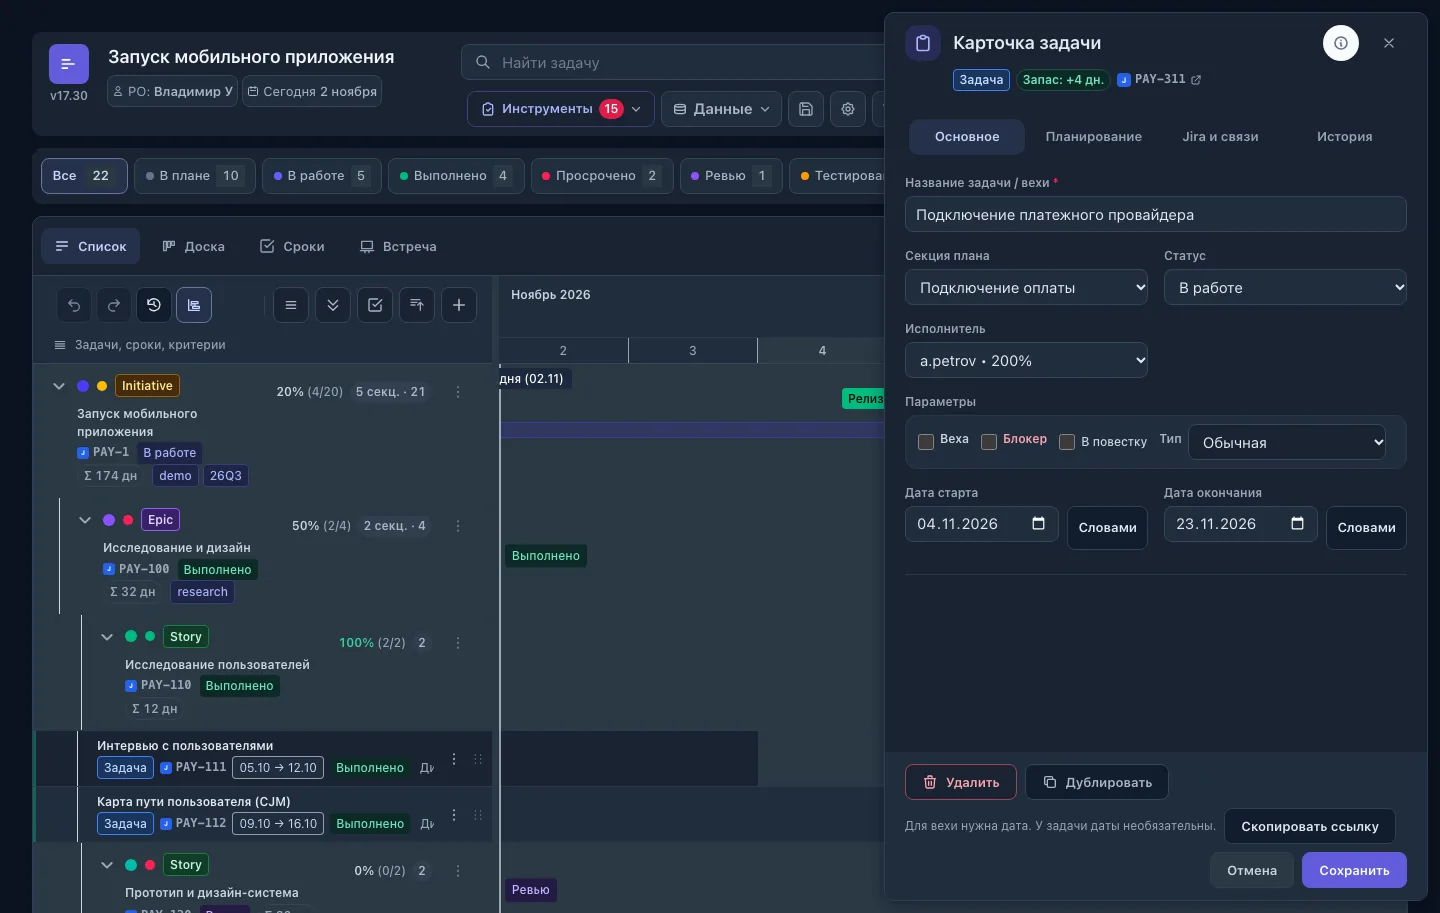 Запуск мобильного приложения
v17.30
PO: Владимир У
Сегодня 2 ноября
Найти задачу
Инструменты 15
Данные
Все 22
В плане 10
В работе 5
Выполнено 4
Просрочено 2
Ревью 1
Тестирова
Список
Доска
Сроки
Встреча
Задачи, сроки, критерии
Ноябрь 2026
2 3 4
дня (02.11)
Релиз
Initiative
20% (4/20) 5 секц. · 21
Запуск мобильного
приложения
PAY-1 В работе
Σ 174 дн demo 26Q3
Epic
50% (2/4) 2 секц. · 4
Исследование и дизайн
PAY-100 Выполнено
Σ 32 дн research
Выполнено
Story
100% (2/2) 2
Исследование пользователей
PAY-110 Выполнено
Σ 12 дн
Интервью с пользователями
Задача PAY-111 05.10 → 12.10 Выполнено
Карта пути пользователя (CJM)
Задача PAY-112 09.10 → 16.10 Выполнено
Story
0% (0/2) 2
Прототип и дизайн-система
Ревью
Карточка задачи
Задача Запас: +4 дн. PAY-311
Основное
Планирование
Jira и связи
История
Название задачи / вехи *
Подключение платежного провайдера
Секция плана
Статус
Подключение оплаты
В работе
Исполнитель
a.petrov • 200%
Параметры
Веха Блокер В повестку Тип Обычная
Дата старта
Дата окончания
04.11.2026 Словами
23.11.2026 Словами
Удалить
Дублировать
Для вехи нужна дата. У задачи даты необязательны.
Скопировать ссылку
Отмена
Сохранить